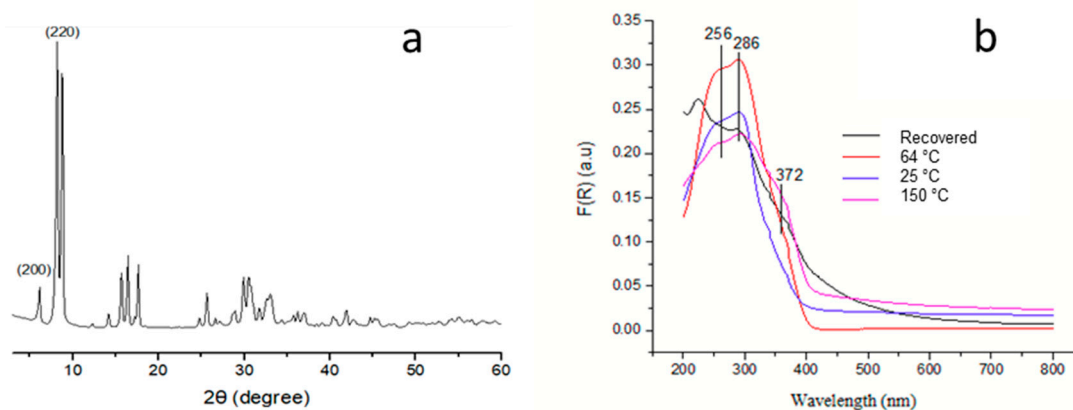 a
(220)
(200)
10
20
30
40
50
60
2θ (degree)
b
0.35
0.30
0.25
0.20
0.15
0.10
0.05
0.00
F(R) (a.u)
256
286
372
Recovered
64 °C
25 °C
150 °C
200
300
400
500
600
700
800
Wavelength (nm)